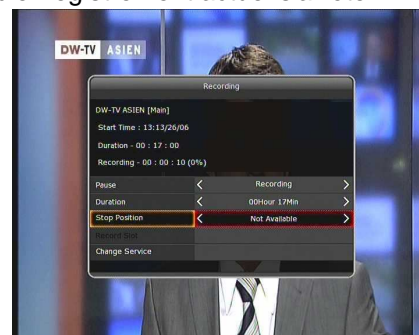 DW-TV ASIEN
Recording
DW-TV ASIEN [Main]
Start Time : 13:13/26/06
Duration - 00 : 17 : 00
Recording - 00 : 00 : 10 (0%)
Pause Recording
Duration 00Hour 17Min
Stop Position Not Available
Record List
Change Service